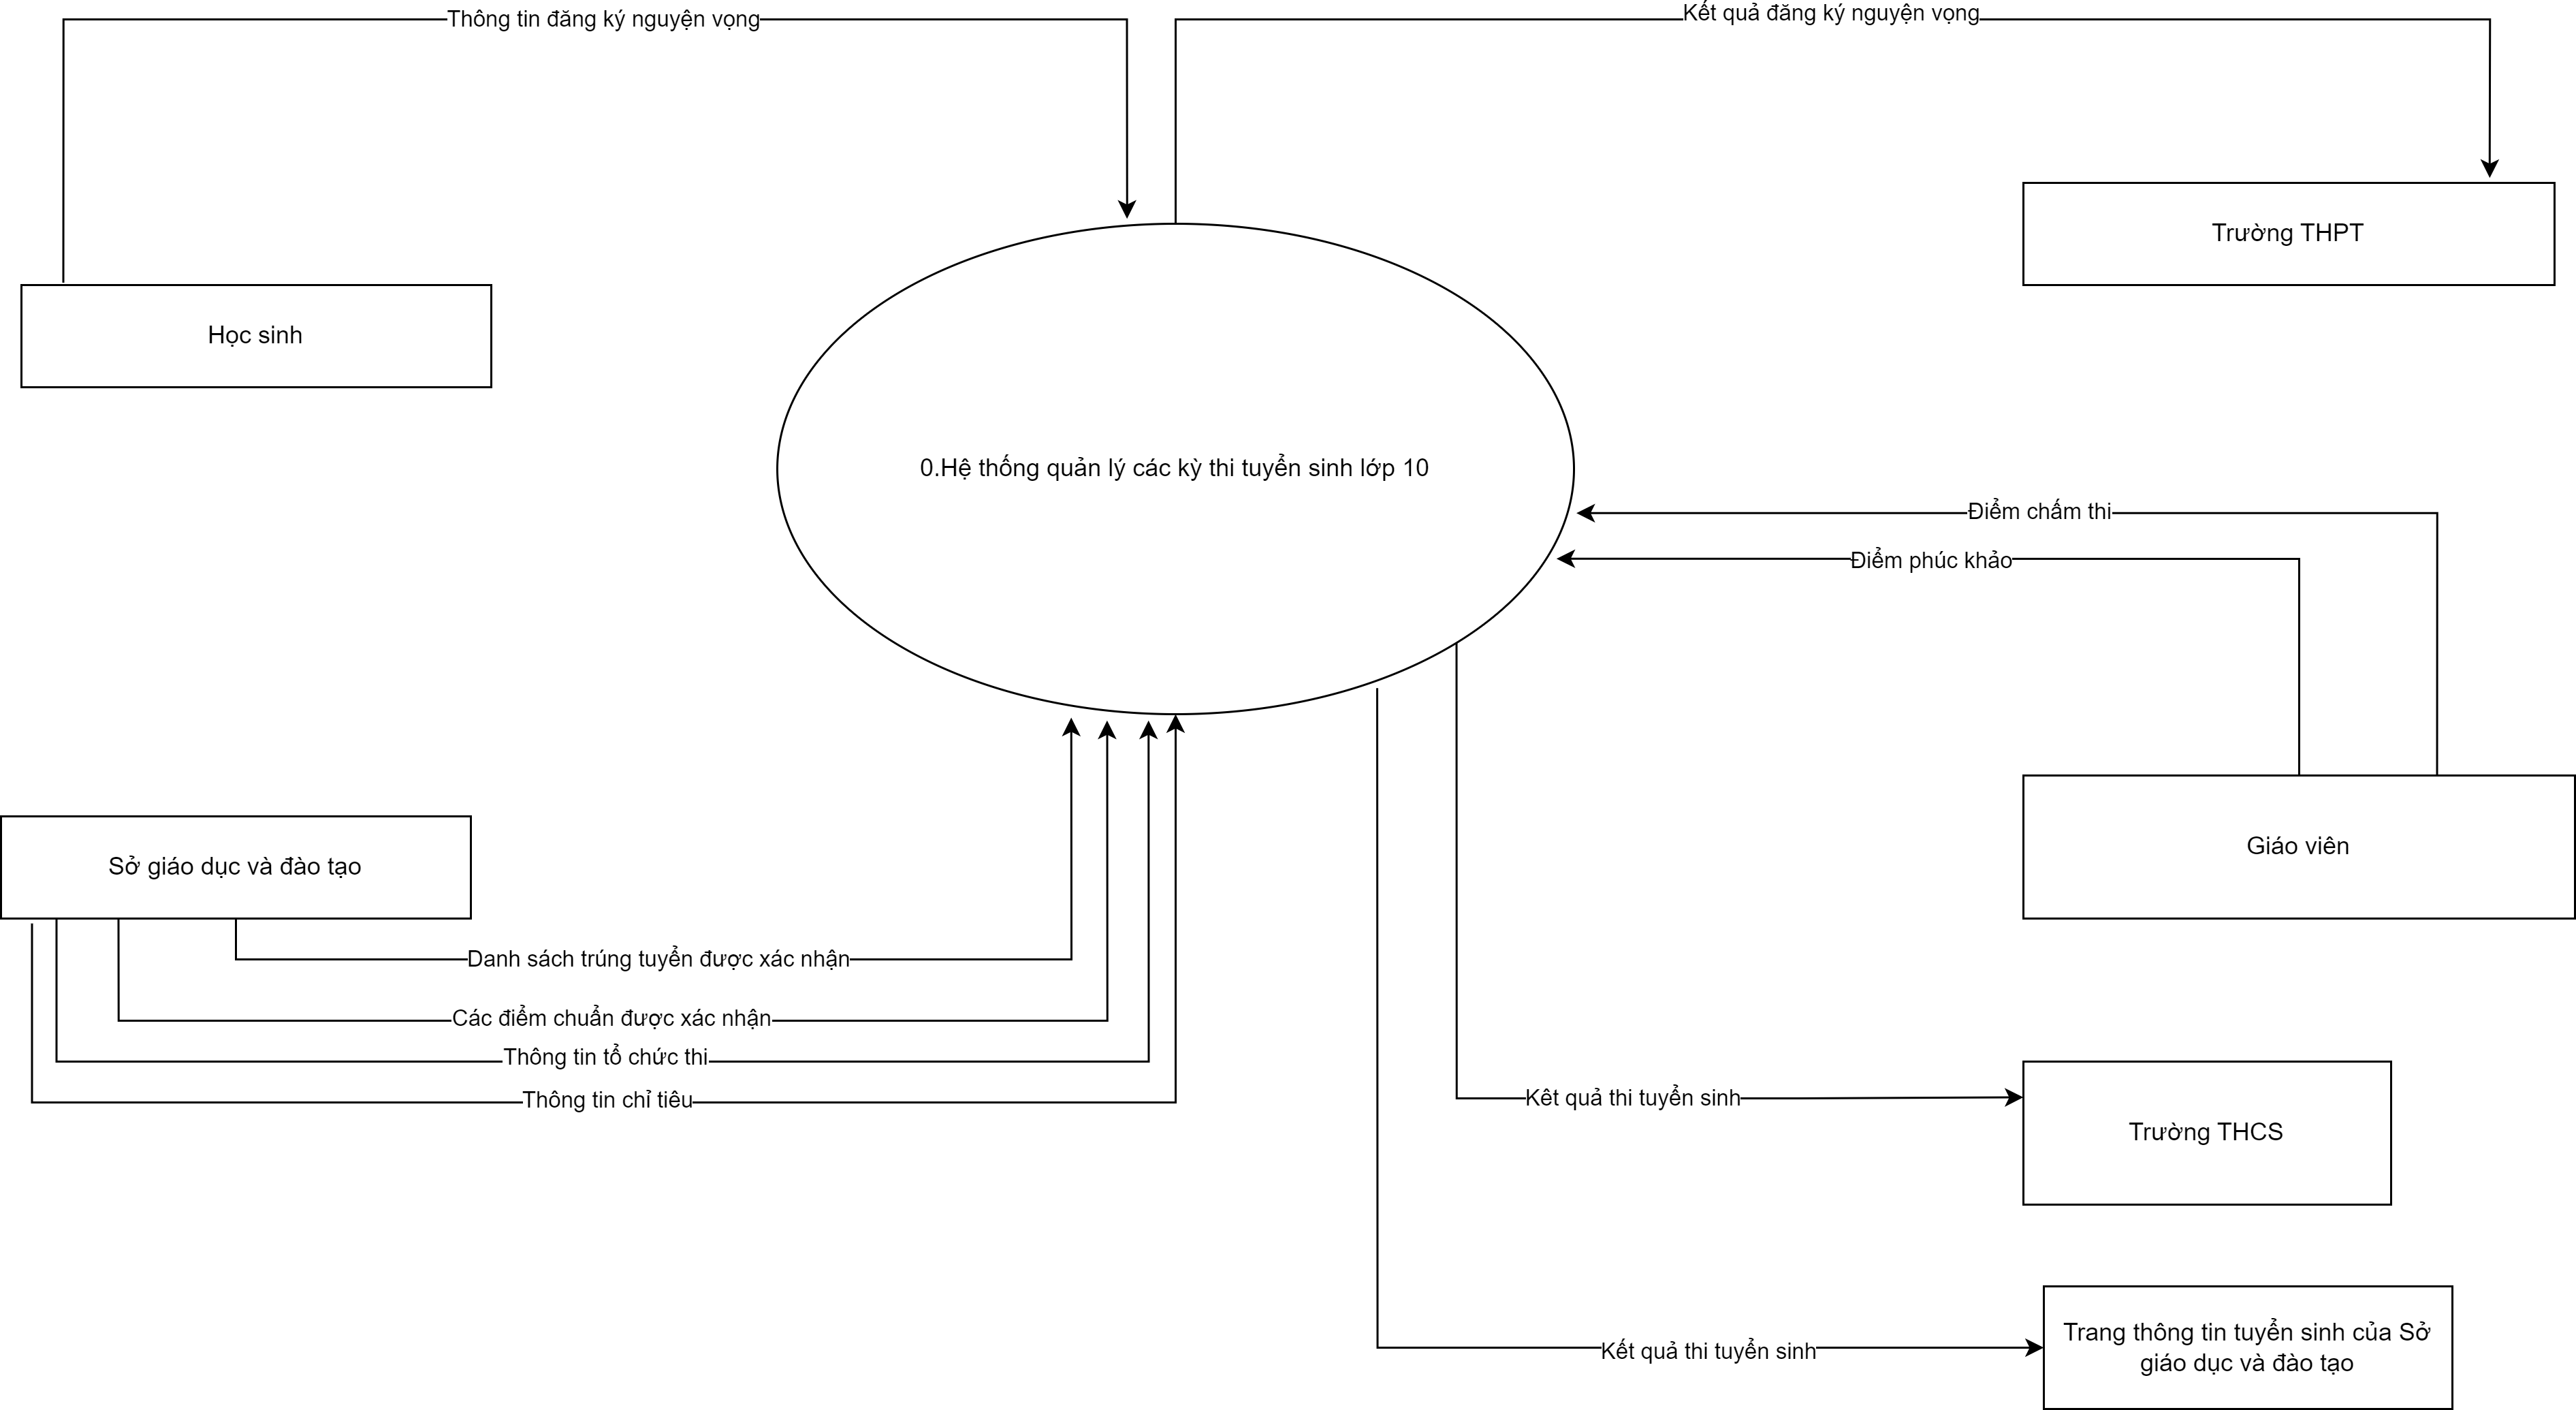 Thông tin đăng ký nguyện vọng
Kết quả đăng ký nguyện vọng
Trường THPT
Học sinh
0.Hệ thống quản lý các kỳ thi tuyển sinh lớp 10
Điểm chấm thi
Điểm phúc khảo
Giáo viên
Sở giáo dục và đào tạo
Danh sách trúng tuyển được xác nhận
Các điểm chuẩn được xác nhận
Thông tin tổ chức thi
Thông tin chỉ tiêu
Kêt quả thi tuyển sinh
Trường THCS
Trang thông tin tuyển sinh của Sở
giáo dục và đào tạo
Kết quả thi tuyển sinh